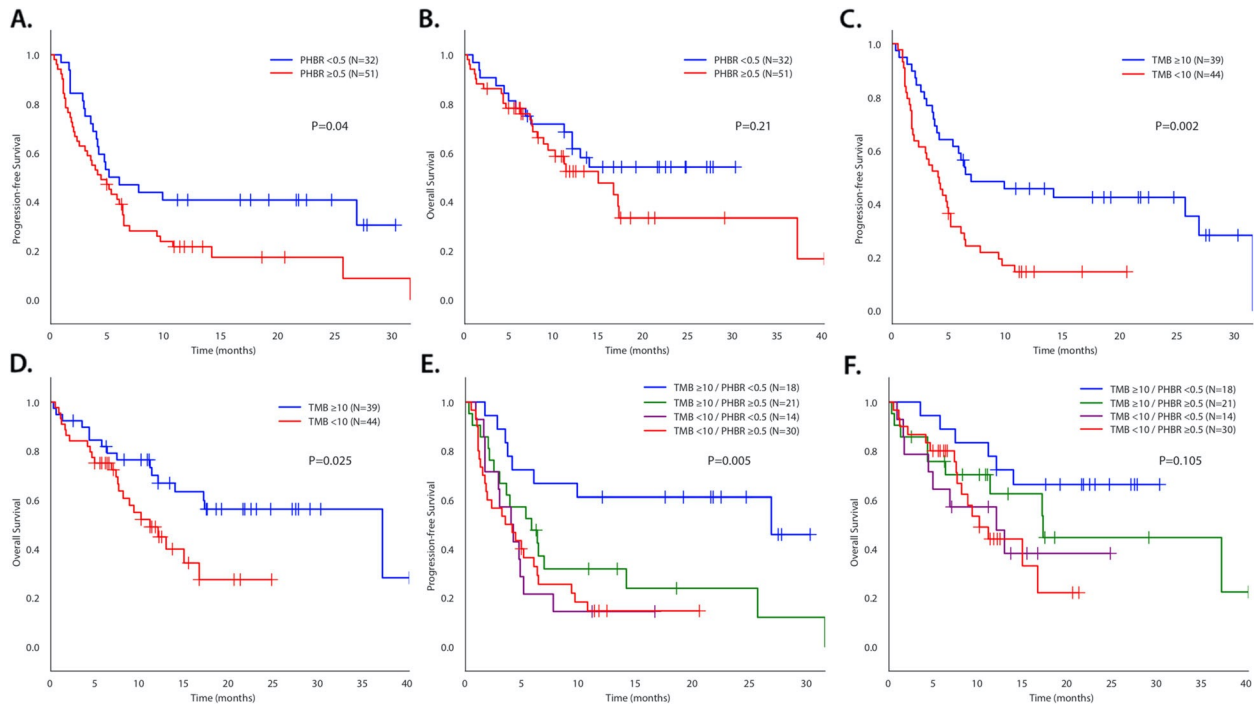 A.
PHBR <0.5 (N=32)
PHBR ≥0.5 (N=51)
P=0.04
Progression-free Survival
1.0
0.8
0.6
0.4
0.2
0.0
0 5 10 15 20 25 30
Time (months)
B.
PHBR <0.5 (N=32)
PHBR ≥0.5 (N=51)
P=0.21
Overall Survival
1.0
0.8
0.6
0.4
0.2
0.0
0 5 10 15 20 25 30 35 40
Time (months)
C.
TMB ≥10 (N=39)
TMB <10 (N=44)
P=0.002
Progression-free Survival
1.0
0.8
0.6
0.4
0.2
0.0
0 5 10 15 20 25 30
Time (months)
D.
TMB ≥10 (N=39)
TMB <10 (N=44)
P=0.025
Overall Survival
1.0
0.8
0.6
0.4
0.2
0.0
0 5 10 15 20 25 30 35 40
Time (months)
E.
TMB ≥10 / PHBR <0.5 (N=18)
TMB ≥10 / PHBR ≥0.5 (N=21)
TMB <10 / PHBR <0.5 (N=14)
TMB <10 / PHBR ≥0.5 (N=30)
P=0.005
Progression-free Survival
1.0
0.8
0.6
0.4
0.2
0.0
0 5 10 15 20 25 30
Time (months)
F.
TMB ≥10 / PHBR <0.5 (N=18)
TMB ≥10 / PHBR ≥0.5 (N=21)
TMB <10 / PHBR <0.5 (N=14)
TMB <10 / PHBR ≥0.5 (N=30)
P=0.105
Overall Survival
1.0
0.8
0.6
0.4
0.2
0.0
0 5 10 15 20 25 30 35 40
Time (months)